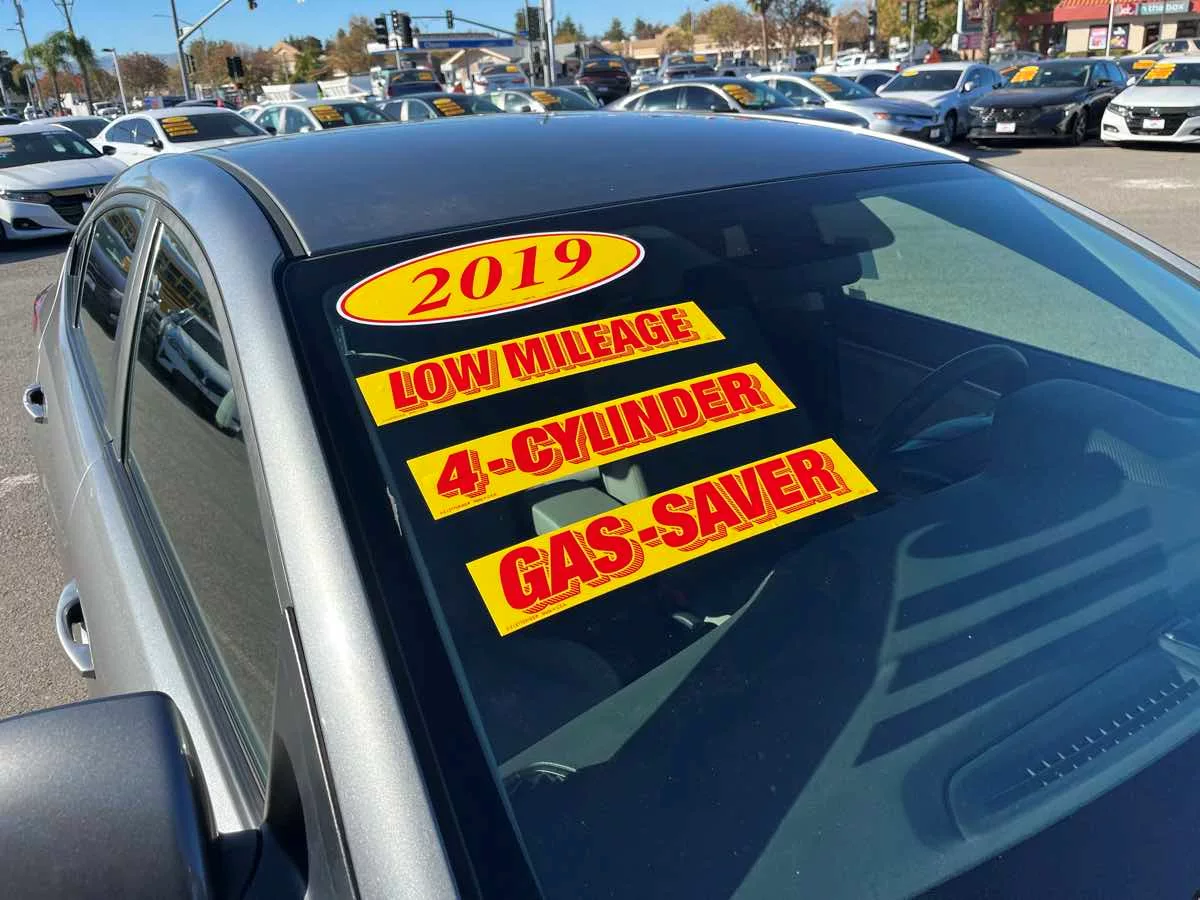 2019
LOW MILEAGE
4-CYLINDER
GAS-SAVER